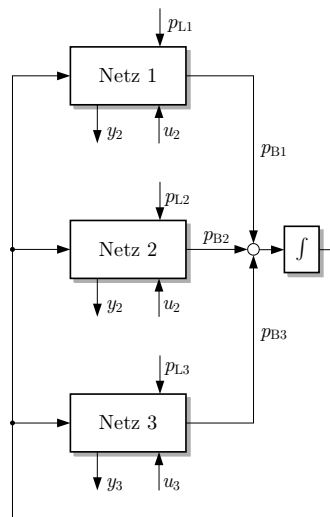 p_L1
Netz 1
y_2 u_2
p_B1
p_L2
Netz 2
p_B2
∫
y_2 u_2
p_B3
p_L3
Netz 3
y_3 u_3